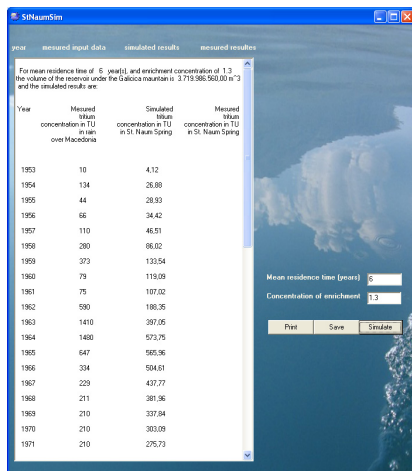 StNaumSim
year mesured input data simulated results mesured resultes
For mean residence time of 6 year(s), and enrichment concentration of 1.3
the volume of the reservoir under the Galicica mauntain is 3.719.986.560,00 m^3
and the simulated results are:
Year Mesured Simulated Mesured
tritium tritium tritium
concentration in TU concentration in TU concentration in TU
in rain in St. Naum Spring in St. Naum Spring
over Macedonia
1953 10 4,12
1954 134 26,88
1955 44 28,93
1956 66 34,42
1957 110 46,51
1958 280 86,02
1959 373 133,54
1960 79 119,09
1961 75 107,02
1962 590 188,35
1963 1410 397,05
1964 1480 573,75
1965 647 565,96
1966 334 504,61
1967 229 437,77
1968 211 381,96
1969 210 337,84
1970 210 303,09
1971 210 275,73
Mean residence time (years) 6
Concentration of enrichment 1.3
Print Save Simulate